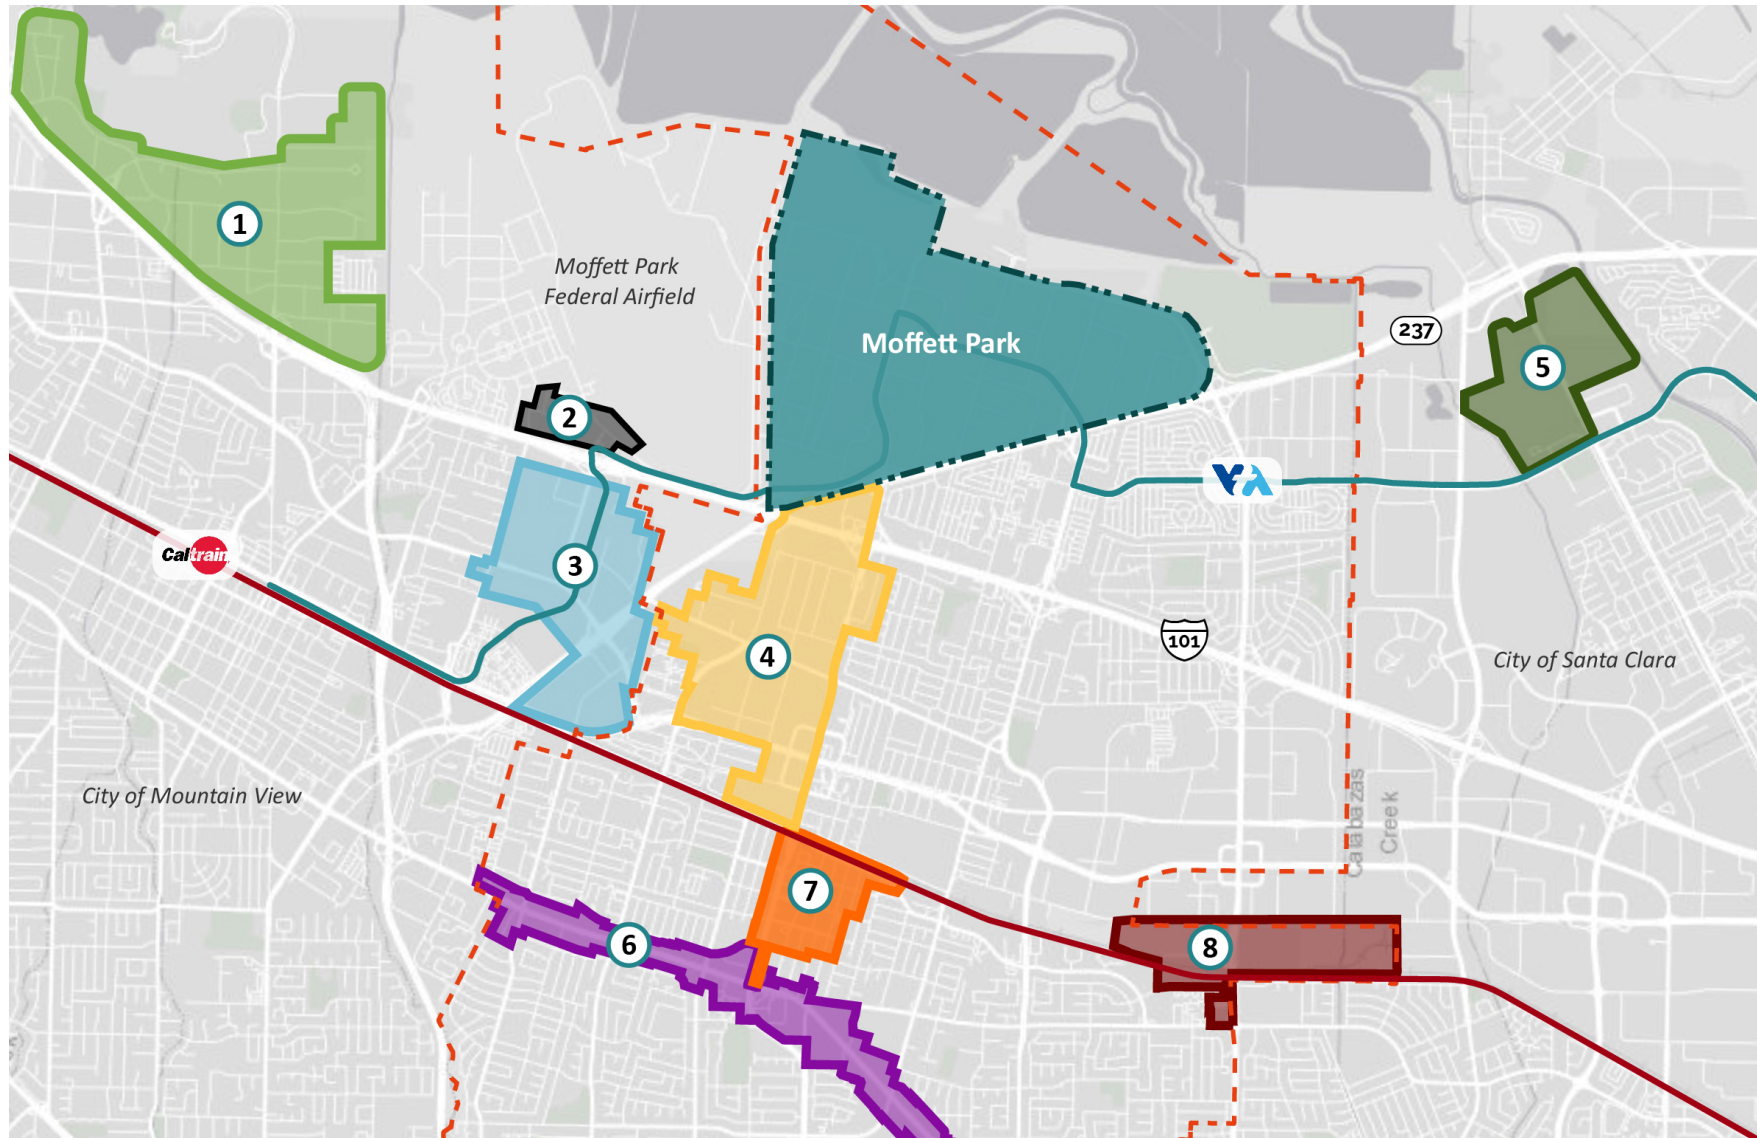 1
Moffett Park
Federal Airfield
Moffett Park
237
5
2
VTA
Caltrain
3
4
101
City of Santa Clara
City of Mountain View
Calabazas
Creek
7
6
8